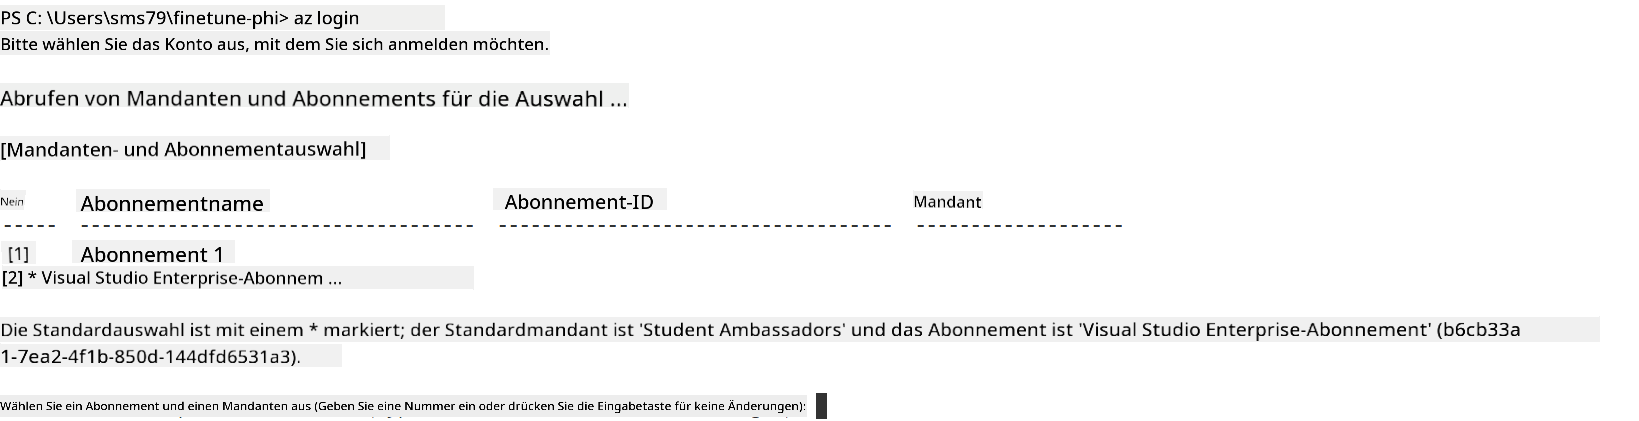 PS C: \Users\sms79\finetune-phi> az login
Bitte wählen Sie das Konto aus, mit dem Sie sich anmelden möchten.
Abrufen von Mandanten und Abonnements für die Auswahl ...
[Mandanten- und Abonnementauswahl]
Nein Abonnementname Abonnement-ID Mandant
[1] Abonnement 1
[2] * Visual Studio Enterprise-Abonnem ...
Die Standardauswahl ist mit einem * markiert; der Standardmandant ist 'Student Ambassadors' und das Abonnement ist 'Visual Studio Enterprise-Abonnement' (b6cb33a
1-7ea2-4f1b-850d-144dfd6531a3).
Wählen Sie ein Abonnement und einen Mandanten aus (Geben Sie eine Nummer ein oder drücken Sie die Eingabetaste für keine Änderungen):